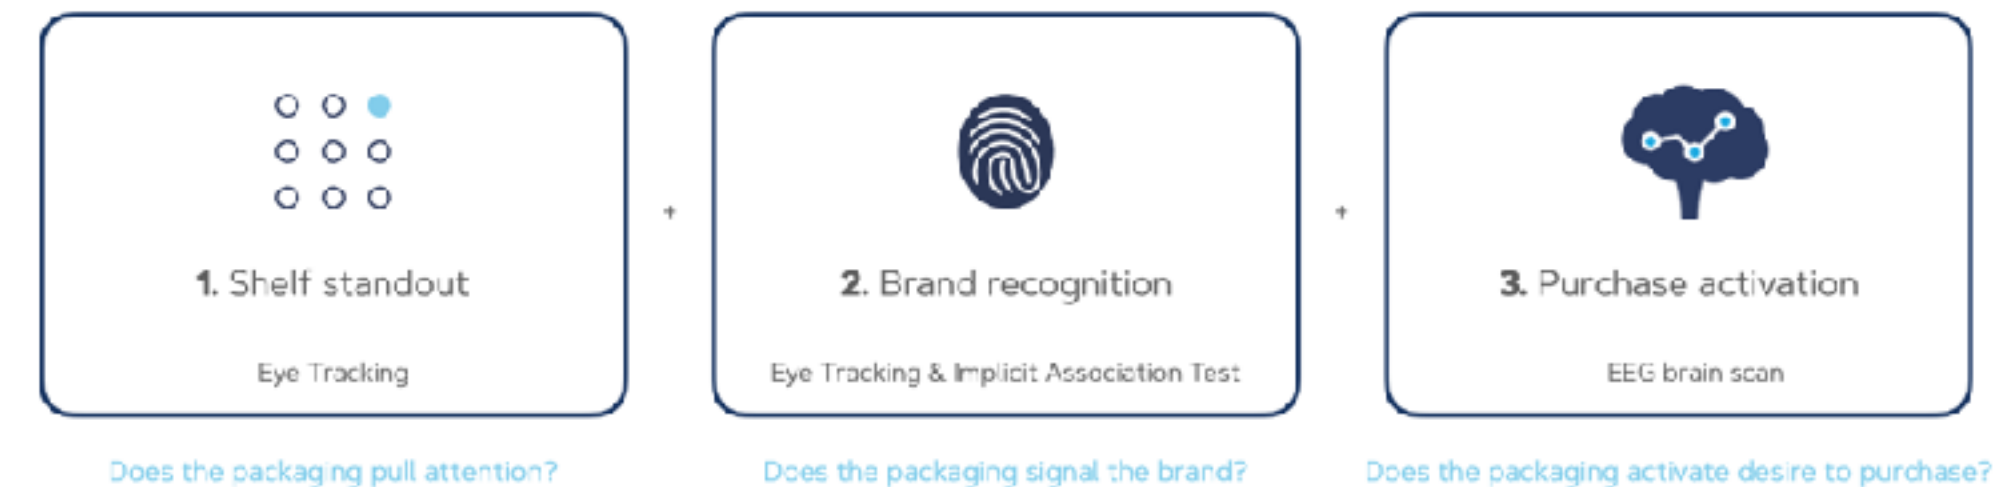 1. Shelf standout
Eye Tracking
Does the packaging pull attention?
+
2. Brand recognition
Eye Tracking & Implicit Association Test
Does the packaging signal the brand?
+
3. Purchase activation
EEG brain scan
Does the packaging activate desire to purchase?